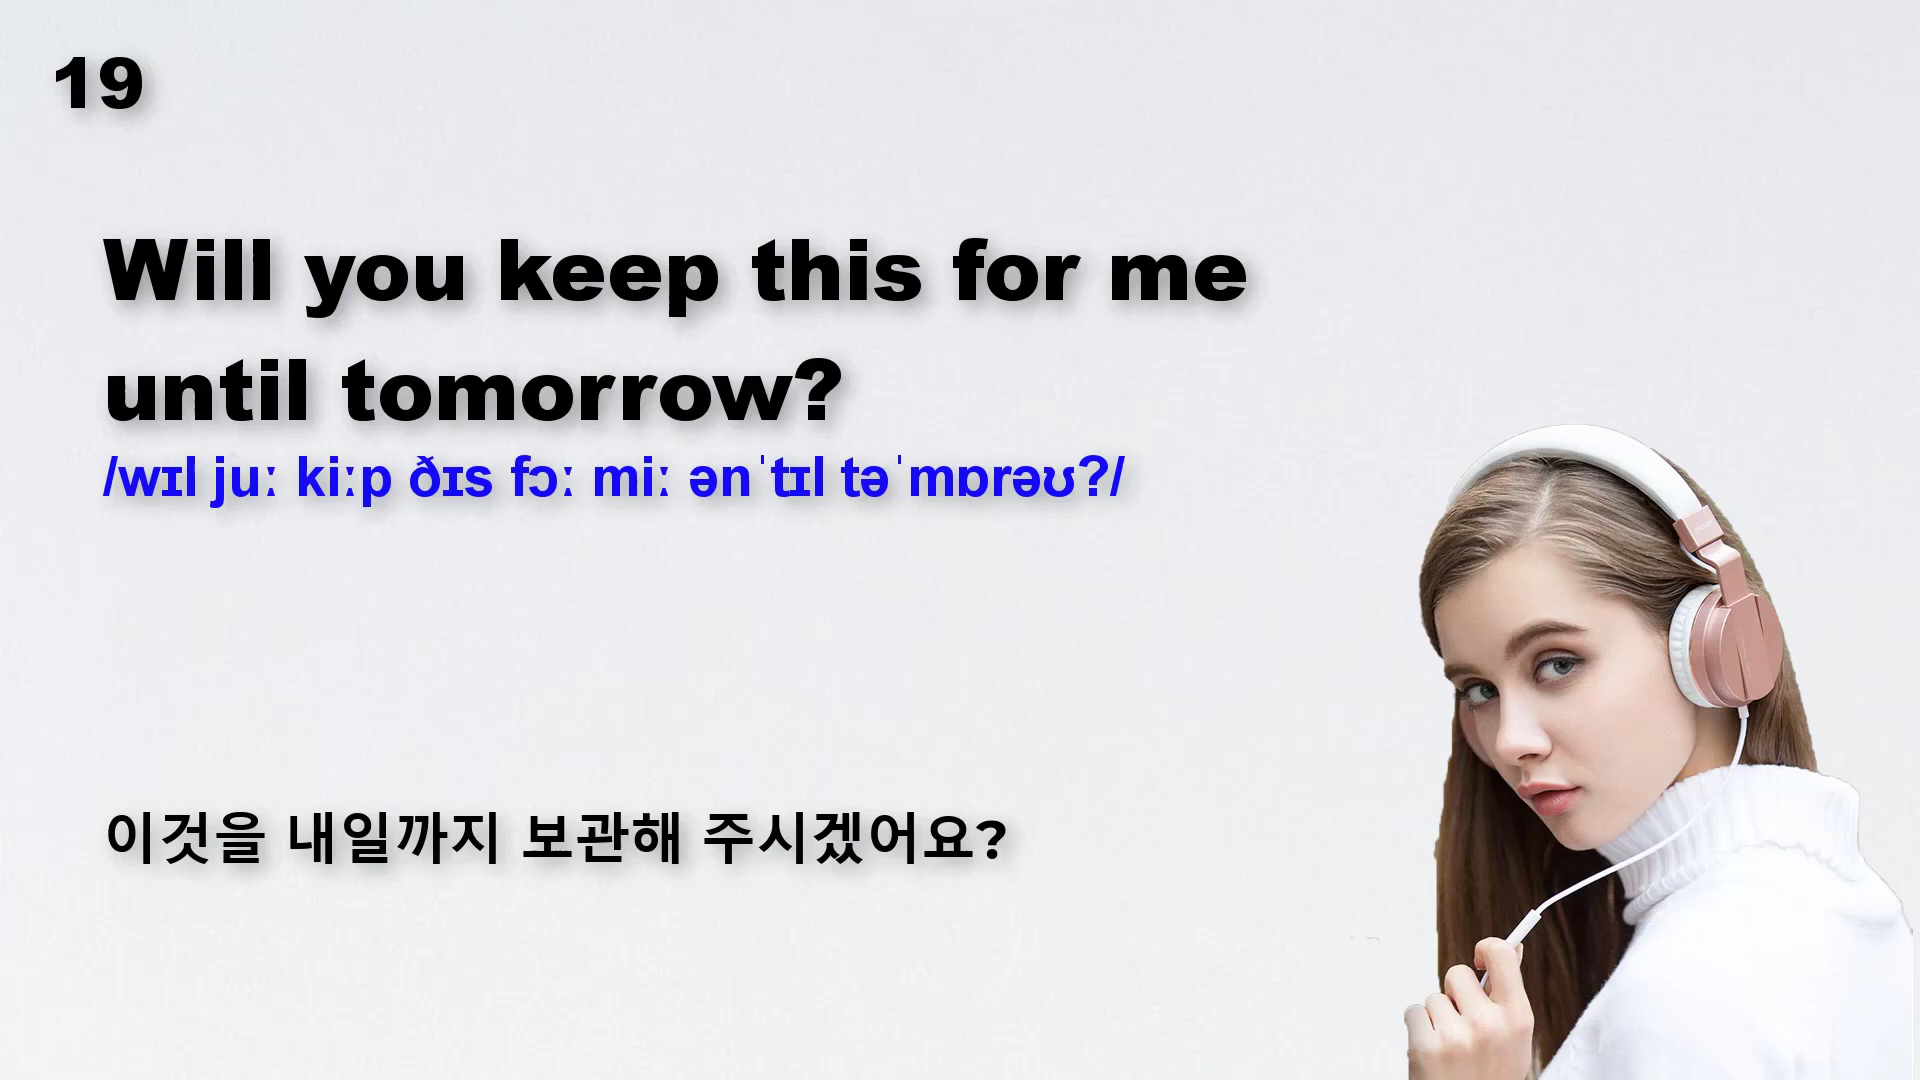 19
Will you keep this for me
until tomorrow?
/wɪl juː kiːp ðɪs fɔː miː ənˈtɪl təˈmɒrəʊ?/
이것을 내일까지 보관해 주시겠어요?